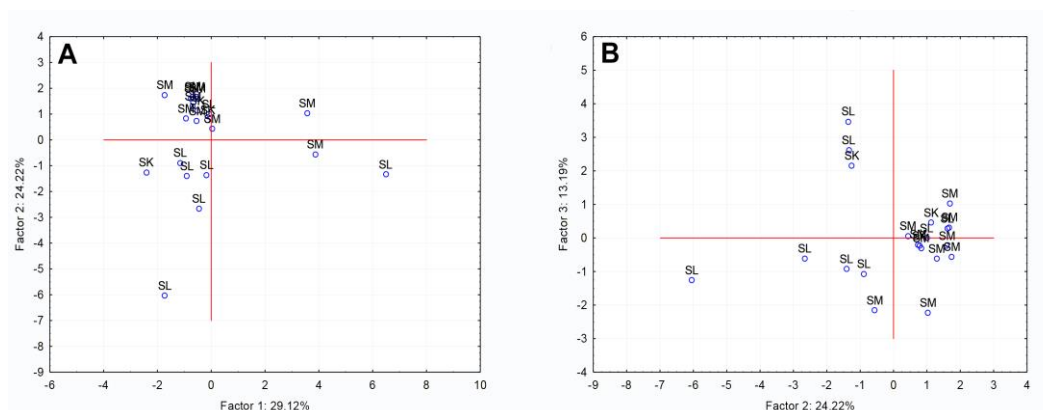 A
4
3
2
1
0
-1
-2
-3
-4
-5
-6
-7
-8
-9
-6 -4 -2 0 2 4 6 8 10
Factor 2: 24.22%
Factor 1: 29.12%
SM
SM
SM
SK
SL
SK
SM
SM
SM
SM
SM
SK
SL
SL
SL
SL
SL
SL
B
6
5
4
3
2
1
0
-1
-2
-3
-4
-9 -8 -7 -6 -5 -4 -3 -2 -1 0 1 2 3 4
Factor 3: 13.19%
Factor 2: 24.22%
SL
SL
SK
SM
SK
SM
SL
SM
SM
SM
SM
SL
SL
SL
SL
SM
SM